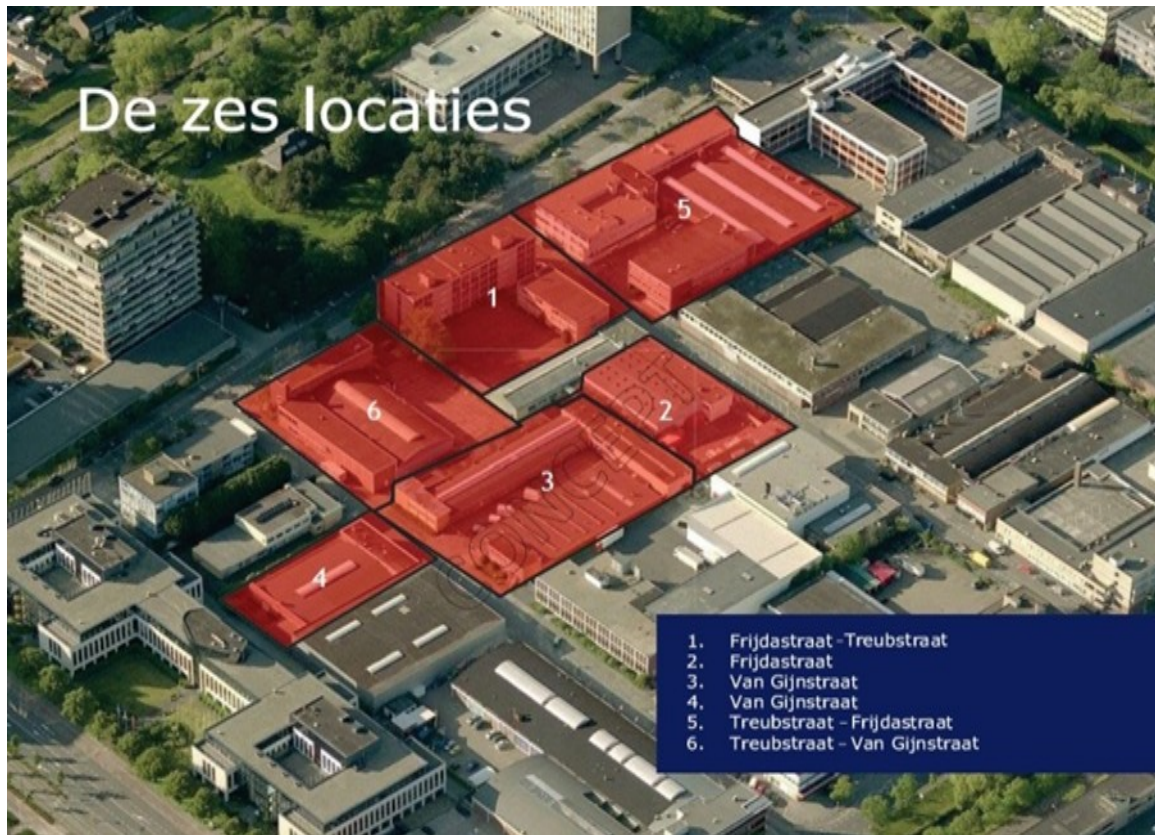 De zes locaties
5
1
6
2
3
4
CONCEPT
1. Frijdastraat - Treubstraat
2. Frijdastraat
3. Van Gijnstraat
4. Van Gijnstraat
5. Treubstraat - Frijdastraat
6. Treubstraat - Van Gijnstraat